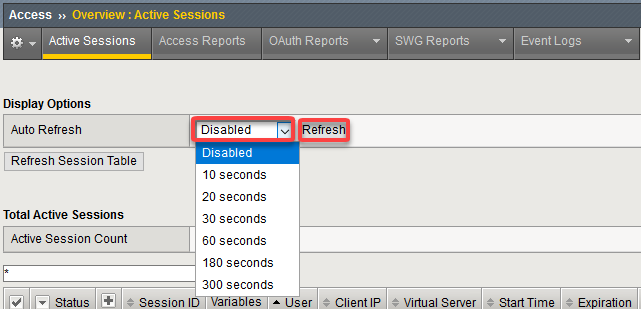 Access ›› Overview : Active Sessions
Active Sessions Access Reports OAuth Reports SWG Reports Event Logs
Display Options
Auto Refresh Disabled Refresh
Disabled
Refresh Session Table
10 seconds
20 seconds
30 seconds
Total Active Sessions
60 seconds
Active Session Count
180 seconds
*
300 seconds
Status Session ID Variables User Client IP Virtual Server Start Time Expiration